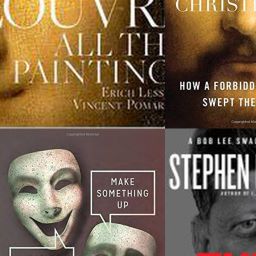 LOUVR
ALL TH
PAINTING
ERICH LESS
VINCENT POMAR
CHRISTI
HOW A FORBIDD
SWEPT THE
MAKE
SOMETHING
UP
A BOB LEE SWA
STEPHEN